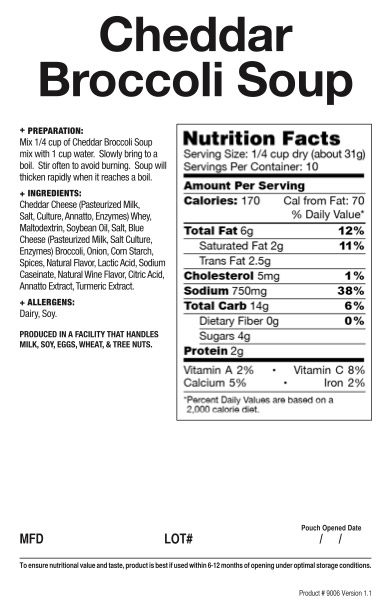 Cheddar
Broccoli Soup
+ PREPARATION:
Mix 1/4 cup of Cheddar Broccoli Soup
mix with 1 cup water. Slowly bring to a
boil. Stir often to avoid burning. Soup will
thicken rapidly when it reaches a boil.
+ INGREDIENTS:
Cheddar Cheese (Pasteurized Milk,
Salt, Culture, Annatto, Enzymes) Whey,
Maltodextrin, Soybean Oil, Salt, Blue
Cheese (Pasteurized Milk, Salt Culture,
Enzymes) Broccoli, Onion, Corn Starch,
Spices, Natural Flavor, Lactic Acid, Sodium
Caseinate, Natural Wine Flavor, Citric Acid,
Annatto Extract, Turmeric Extract.
+ ALLERGENS:
Dairy, Soy.
PRODUCED IN A FACILITY THAT HANDLES
MILK, SOY, EGGS, WHEAT, & TREE NUTS.
Nutrition Facts
Serving Size: 1/4 cup dry (about 31g)
Servings Per Container: 10
Amount Per Serving
Calories: 170 Cal from Fat: 70
% Daily Value*
Total Fat 6g 12%
Saturated Fat 2g 11%
Trans Fat 2.5g
Cholesterol 5mg 1%
Sodium 750mg 38%
Total Carb 14g 6%
Dietary Fiber 0g 0%
Sugars 4g
Protein 2g
Vitamin A 2% • Vitamin C 8%
Calcium 5% • Iron 2%
*Percent Daily Values are based on a
2,000 calorie diet.
Pouch Opened Date
MFD LOT# / /
To ensure nutritional value and taste, product is best if used within 6-12 months of opening under optimal storage conditions.
Product # 9006 Version 1.1